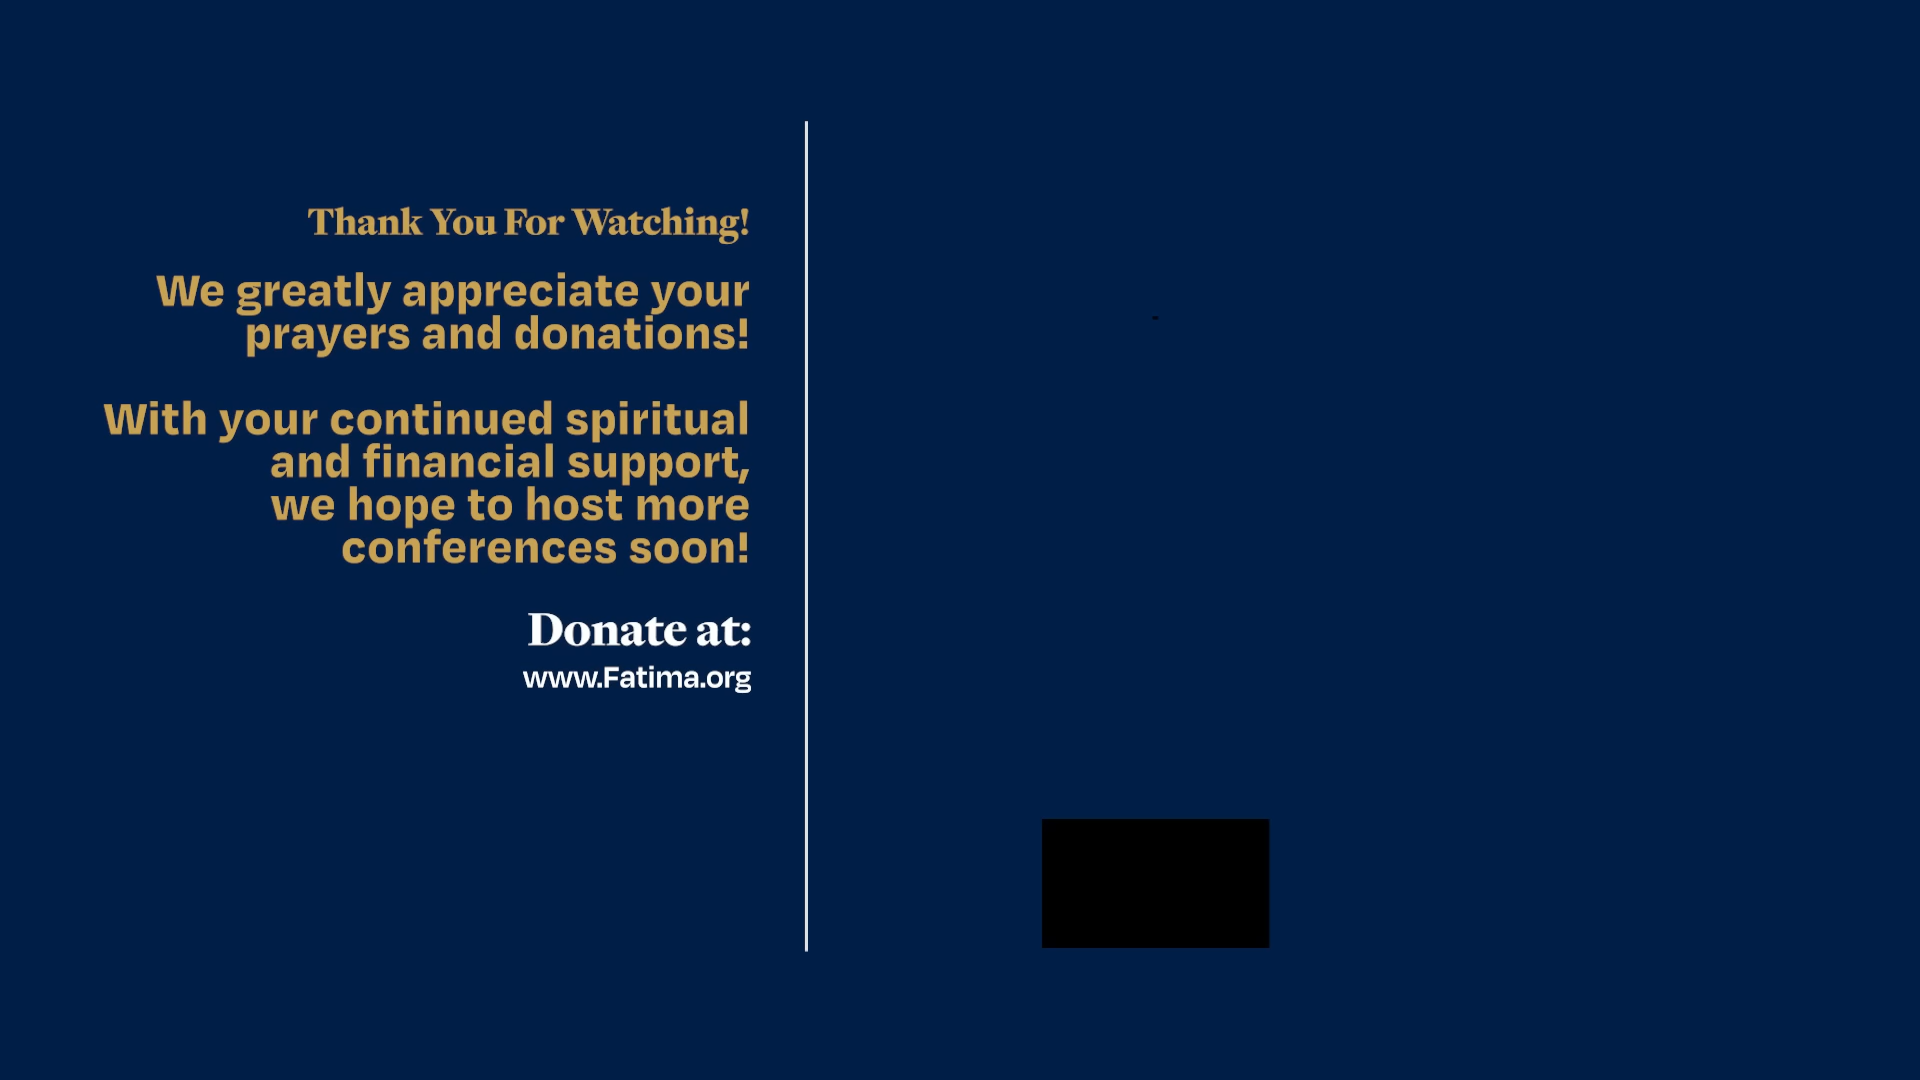 Thank You For Watching!
We greatly appreciate your
prayers and donations!
With your continued spiritual
and financial support,
we hope to host more
conferences soon!
Donate at:
www.Fatima.org